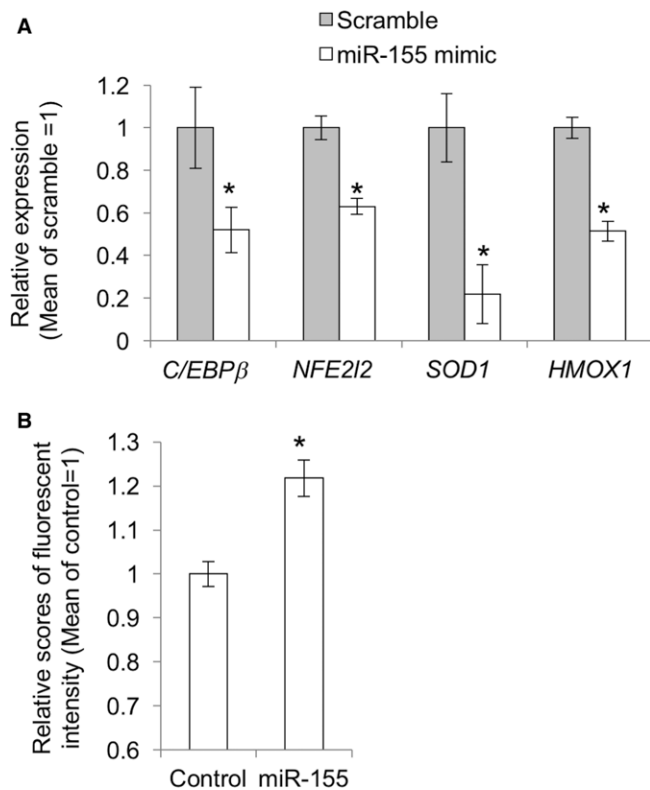 A
Scramble
miR-155 mimic
Relative expression
(Mean of scramble =1)
1.2
1
0.8
0.6
0.4
0.2
0
*
*
*
*
C/EBPβ NFE2l2 SOD1 HMOX1
B
Relative scores of fluorescent
intensity (Mean of control=1)
1.3
1.2
1.1
1
0.9
0.8
0.7
0.6
*
Control miR-155